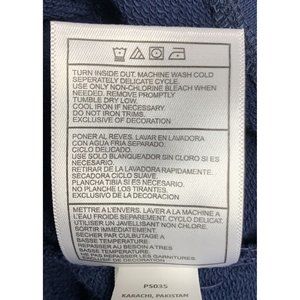 TURN INSIDE OUT. MACHINE WASH COLD
SEPERATELY DELICATE CYCLE.
USE ONLY NON-CHLORINE BLEACH WHEN
NEEDED. REMOVE PROMPTLY
TUMBLE DRY LOW.
COOL IRON IF NECESSARY.
DO NOT IRON TRIMS.
EXCLUSIVE OF DECORATION
PONER AL REVES. LAVAR EN LAVADORA
CON AGUA FRIA SEPARADO.
CICLO DELICADO.
USE SOLO BLANQUEADOR SIN CLORO SI ES
NECESARIO.
RETIRAR DE LA LAVADORA RAPIDAMENTE.
SECADORA CICLO SUAVE.
PLANCHA TIBIA SI ES NECESARIO.
NO PLANCHE LOS TIRANTES.
EXCLUSIVO DE LA DECORACION
METTRE A L'ENVERS. LAVER A LA MACHINE A
L'EAU FROIDE SEPAREMENT. CYCLO DELICAT.
UTILISER UN JAVELLISANT NON CHLORE.
SORTIR IMMEDIATEMENT
SECHER PAR CULBUTAGE A
BASSE TEMPERATURE.
REPASSER AU BESOIN A TRES
BASSE TEMPERATURE.
NE PAS REPASSER LES GARNITURES
EXCLUSIF DE DECORATION
PS035
KARACHI, PAKISTAN